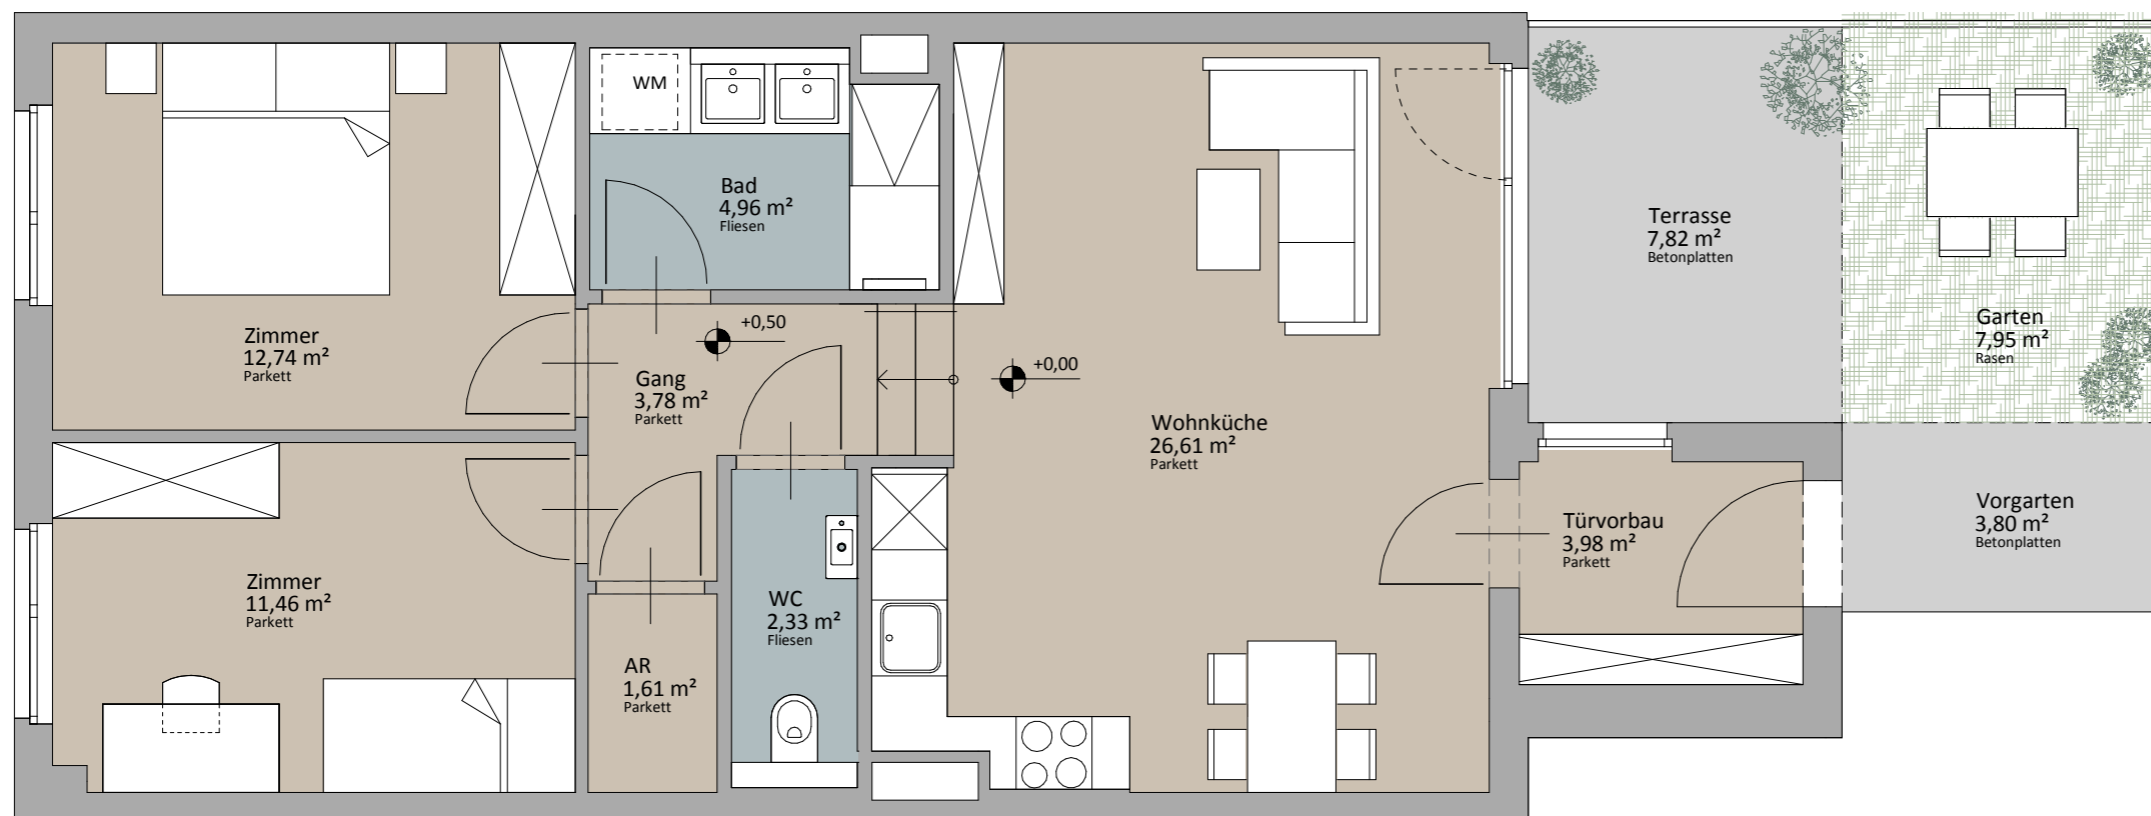 WM
Bad
4,96 m²
Fliesen
Terrasse
7,82 m²
Betonplatten
Zimmer
12,74 m²
Parkett
+0,50
Gang
3,78 m²
Parkett
+0,00
Wohnküche
26,61 m²
Parkett
Garten
7,95 m²
Rasen
Türvorbau
3,98 m²
Parkett
Vorgarten
3,80 m²
Betonplatten
Zimmer
11,46 m²
Parkett
WC
2,33 m²
Fliesen
AR
1,61 m²
Parkett